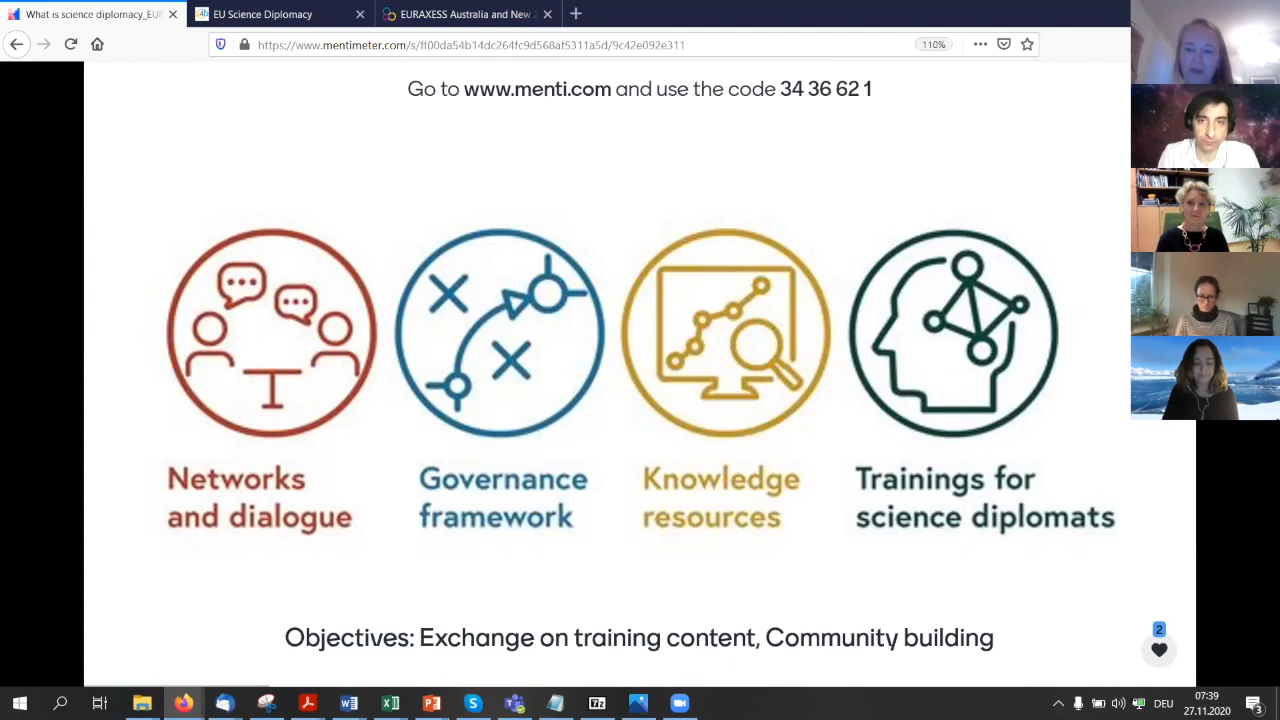 What is science diplomacy_EU
EU Science Diplomacy
EURAXESS Australia and New
https://www.mentimeter.com/s/ff00dafc4b14dc264fc9d568af5311a5d/9c42e092e311
110%
Go to www.menti.com and use the code 34 36 62 1
Networks and dialogue
Governance framework
Knowledge resources
Trainings for science diplomats
Objectives: Exchange on training content, Community building
2
DEU
07:39
27.11.2020
3